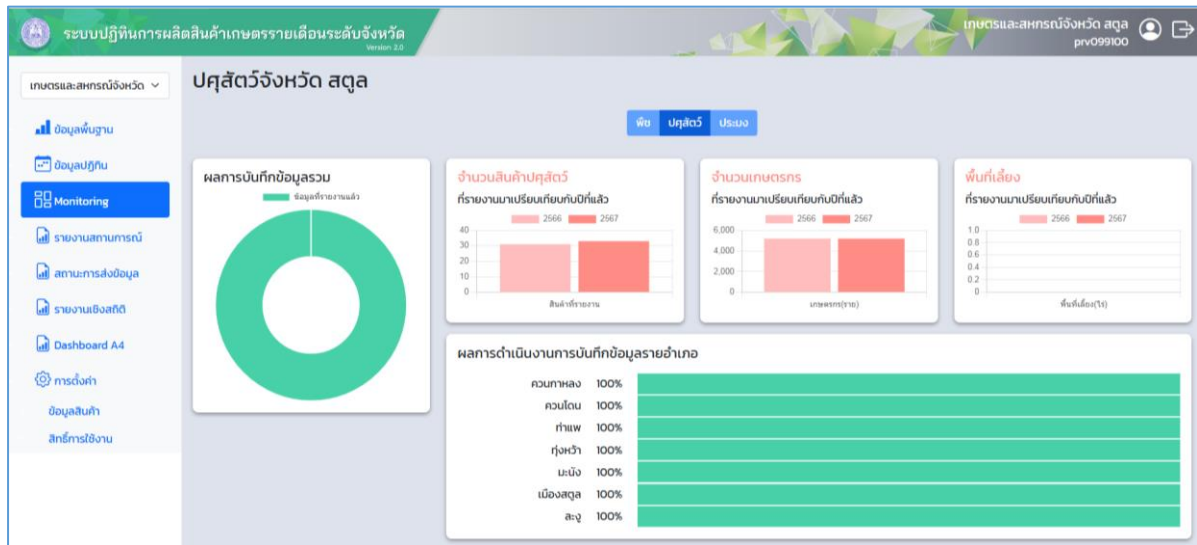 ระบบปฏิทินการผลิตสินค้าเกษตรรายเดือนระดับจังหวัด
Version 2.0
เกษตรและสหกรณ์จังหวัด สตูล
prv099100
เกษตรและสหกรณ์จังหวัด
ข้อมูลพื้นฐาน
ข้อมูลปฏิทิน
Monitoring
รายงานสถานการณ์
สถานะการส่งข้อมูล
รายงานเชิงสถิติ
Dashboard A4
การตั้งค่า
ข้อมูลสินค้า
สิทธิ์การใช้งาน
ปศุสัตว์จังหวัด สตูล
พืช ปศุสัตว์ ประมง
ผลการบันทึกข้อมูลรวม
ข้อมูลที่รายงานแล้ว
จำนวนสินค้าปศุสัตว์
ที่รายงานมาเปรียบเทียบกับปีที่แล้ว
2566 2567
40
30
20
10
0
สินค้าที่รายงาน
จำนวนเกษตรกร
ที่รายงานมาเปรียบเทียบกับปีที่แล้ว
2566 2567
6,000
4,000
2,000
0
เกษตรกร(ราย)
พื้นที่เลี้ยง
ที่รายงานมาเปรียบเทียบกับปีที่แล้ว
2566 2567
1.0
0.8
0.6
0.4
0.2
0
พื้นที่เลี้ยง(ไร่)
ผลการดำเนินงานการบันทึกข้อมูลรายอำเภอ
ควนกาหลง 100%
ควนโดน 100%
ท่าแพ 100%
ทุ่งหว้า 100%
มะนัง 100%
เมืองสตูล 100%
ละงู 100%